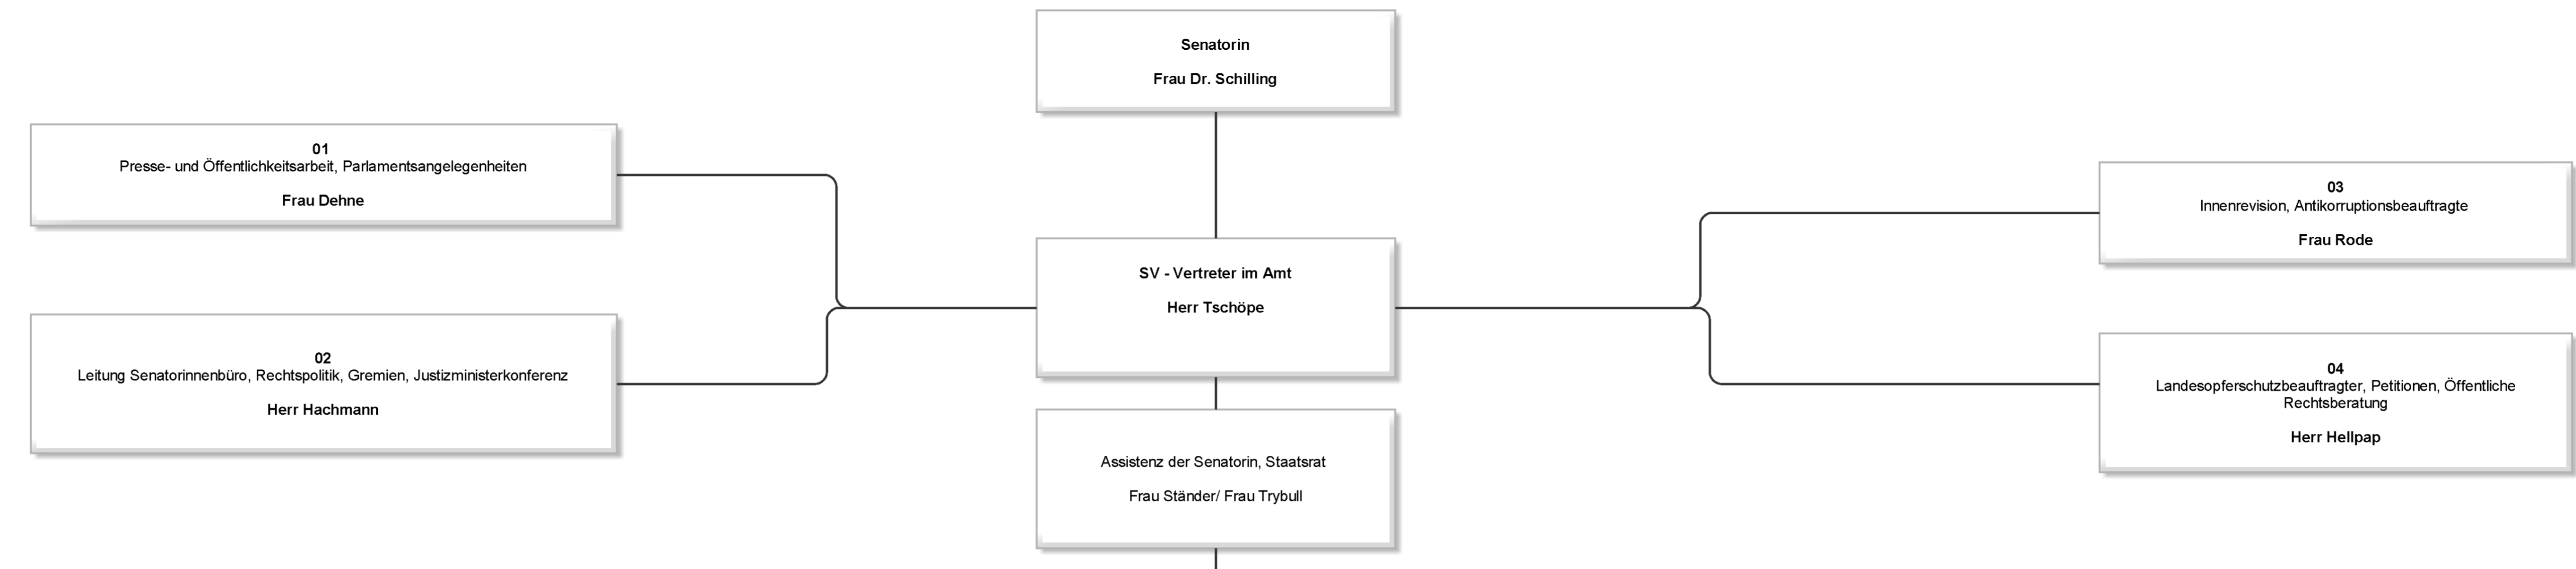 Senatorin
Frau Dr. Schilling
01
Presse- und Öffentlichkeitsarbeit, Parlamentsangelegenheiten
Frau Dehne
03
Innenrevision, Antikorruptionsbeauftragte
Frau Rode
SV - Vertreter im Amt
Herr Tschöpe
02
Leitung Senatorinnenbüro, Rechtspolitik, Gremien, Justizministerkonferenz
Herr Hachmann
04
Landesopferschutzbeauftragter, Petitionen, Öffentliche
Rechtsberatung
Herr Hellpap
Assistenz der Senatorin, Staatsrat
Frau Ständer/ Frau Trybull